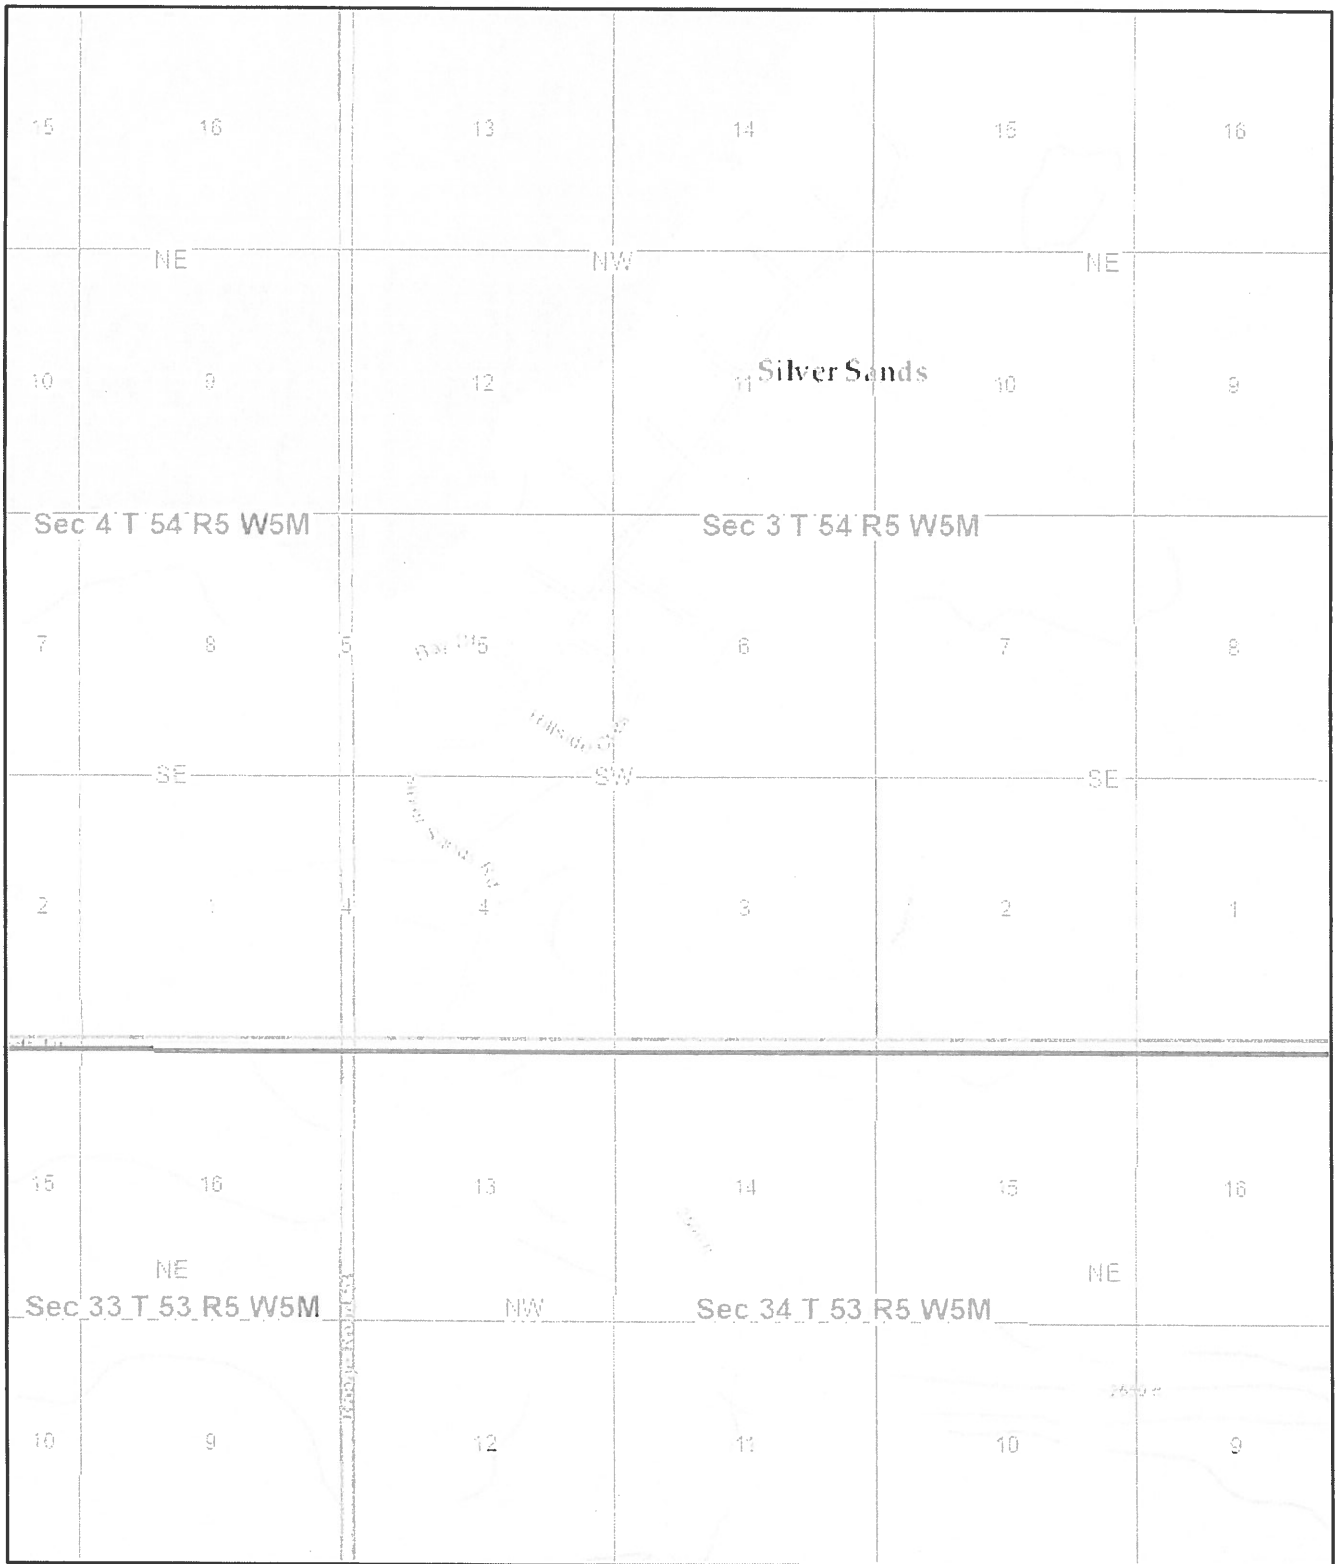 15 16 13 14 15 16
NE NW NE
10 9 12 11 Silver Sands 10 9
Sec 4 T 54 R5 W5M Sec 3 T 54 R5 W5M
7 8 5 5 6 7 8
SE SW SE
2 1 4 4 3 2 1
15 16 13 14 15 16
NE NE
Sec 33 T 53 R5 W5M NW Sec 34 T 53 R5 W5M
10 9 12 11 10 9